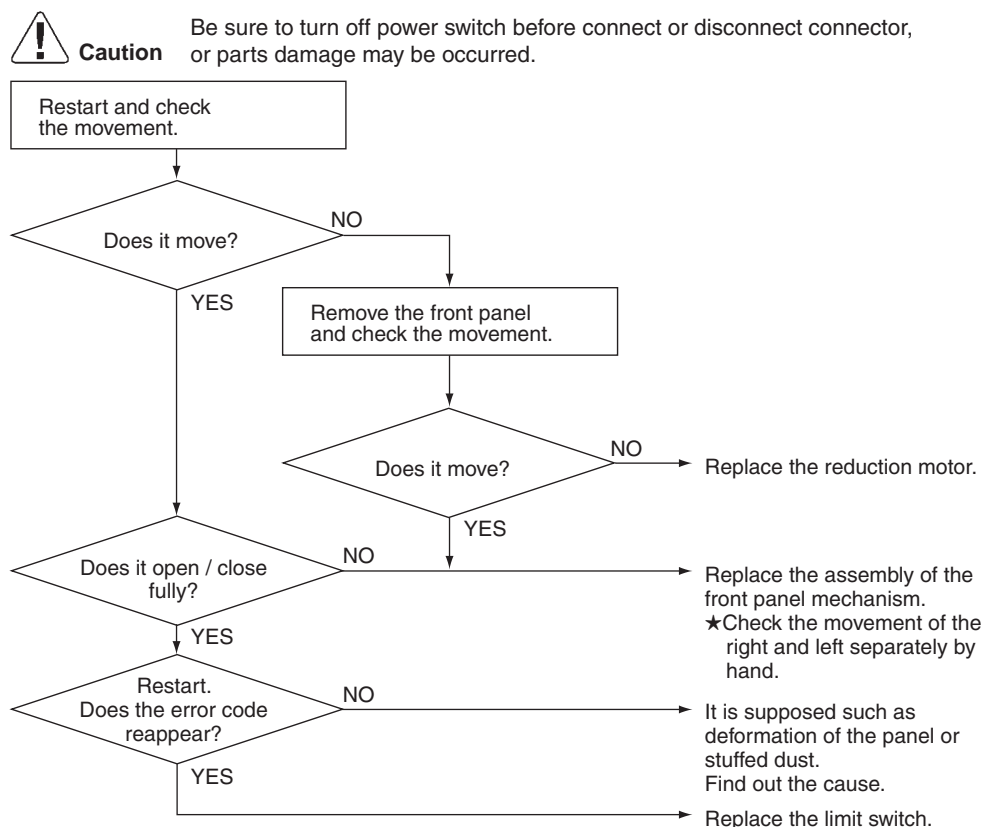 Caution
Be sure to turn off power switch before connect or disconnect connector,
or parts damage may be occurred.
Restart and check
the movement.
Does it move?
NO
YES
Remove the front panel
and check the movement.
Does it move?
NO
Replace the reduction motor.
YES
Does it open / close
fully?
NO
Replace the assembly of the
front panel mechanism.
★Check the movement of the
right and left separately by
hand.
YES
Restart.
Does the error code
reappear?
NO
It is supposed such as
deformation of the panel or
stuffed dust.
Find out the cause.
YES
Replace the limit switch.